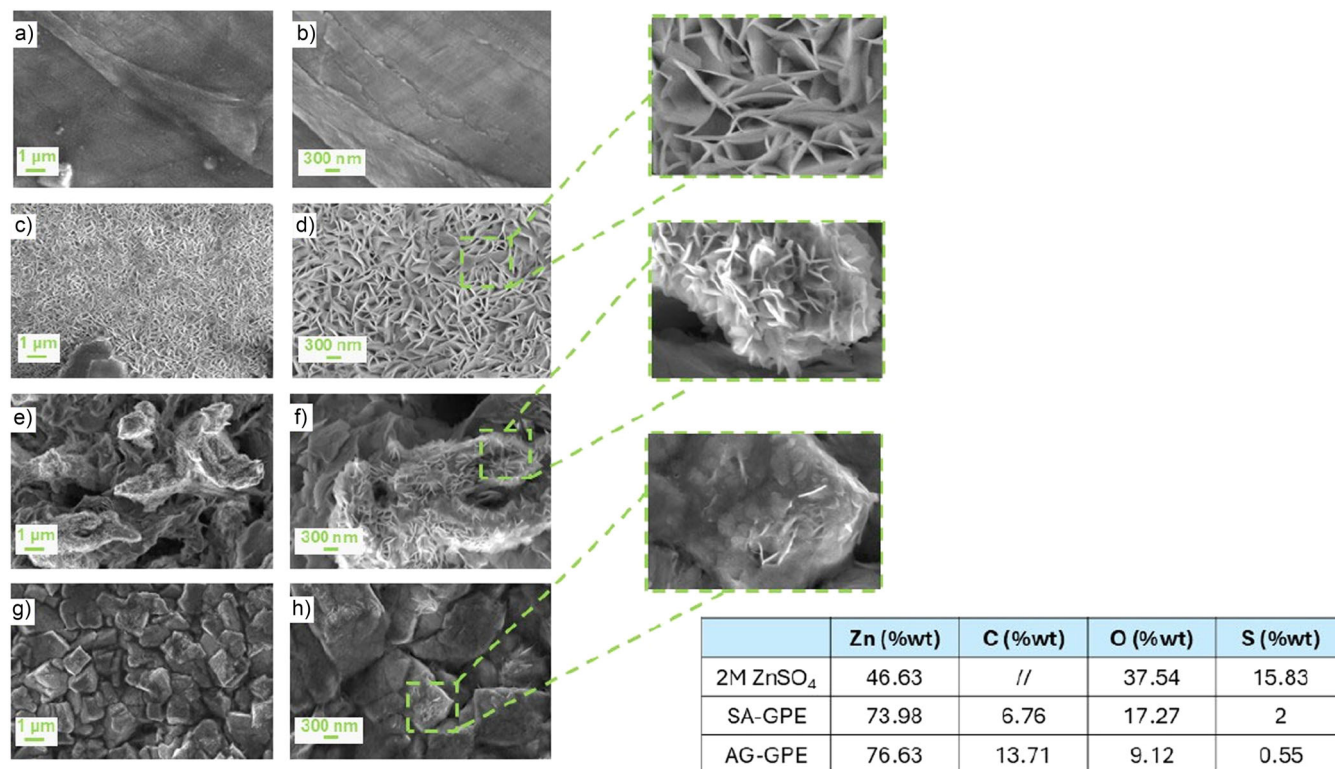 a)
b)
1 µm
300 nm
c)
d)
1 µm
300 nm
e)
f)
1 µm
300 nm
g)
h)
1 µm
300 nm
Zn (%wt) C (%wt) O (%wt) S (%wt)
2M ZnSO₄ 46.63 // 37.54 15.83
SA-GPE 73.98 6.76 17.27 2
AG-GPE 76.63 13.71 9.12 0.55